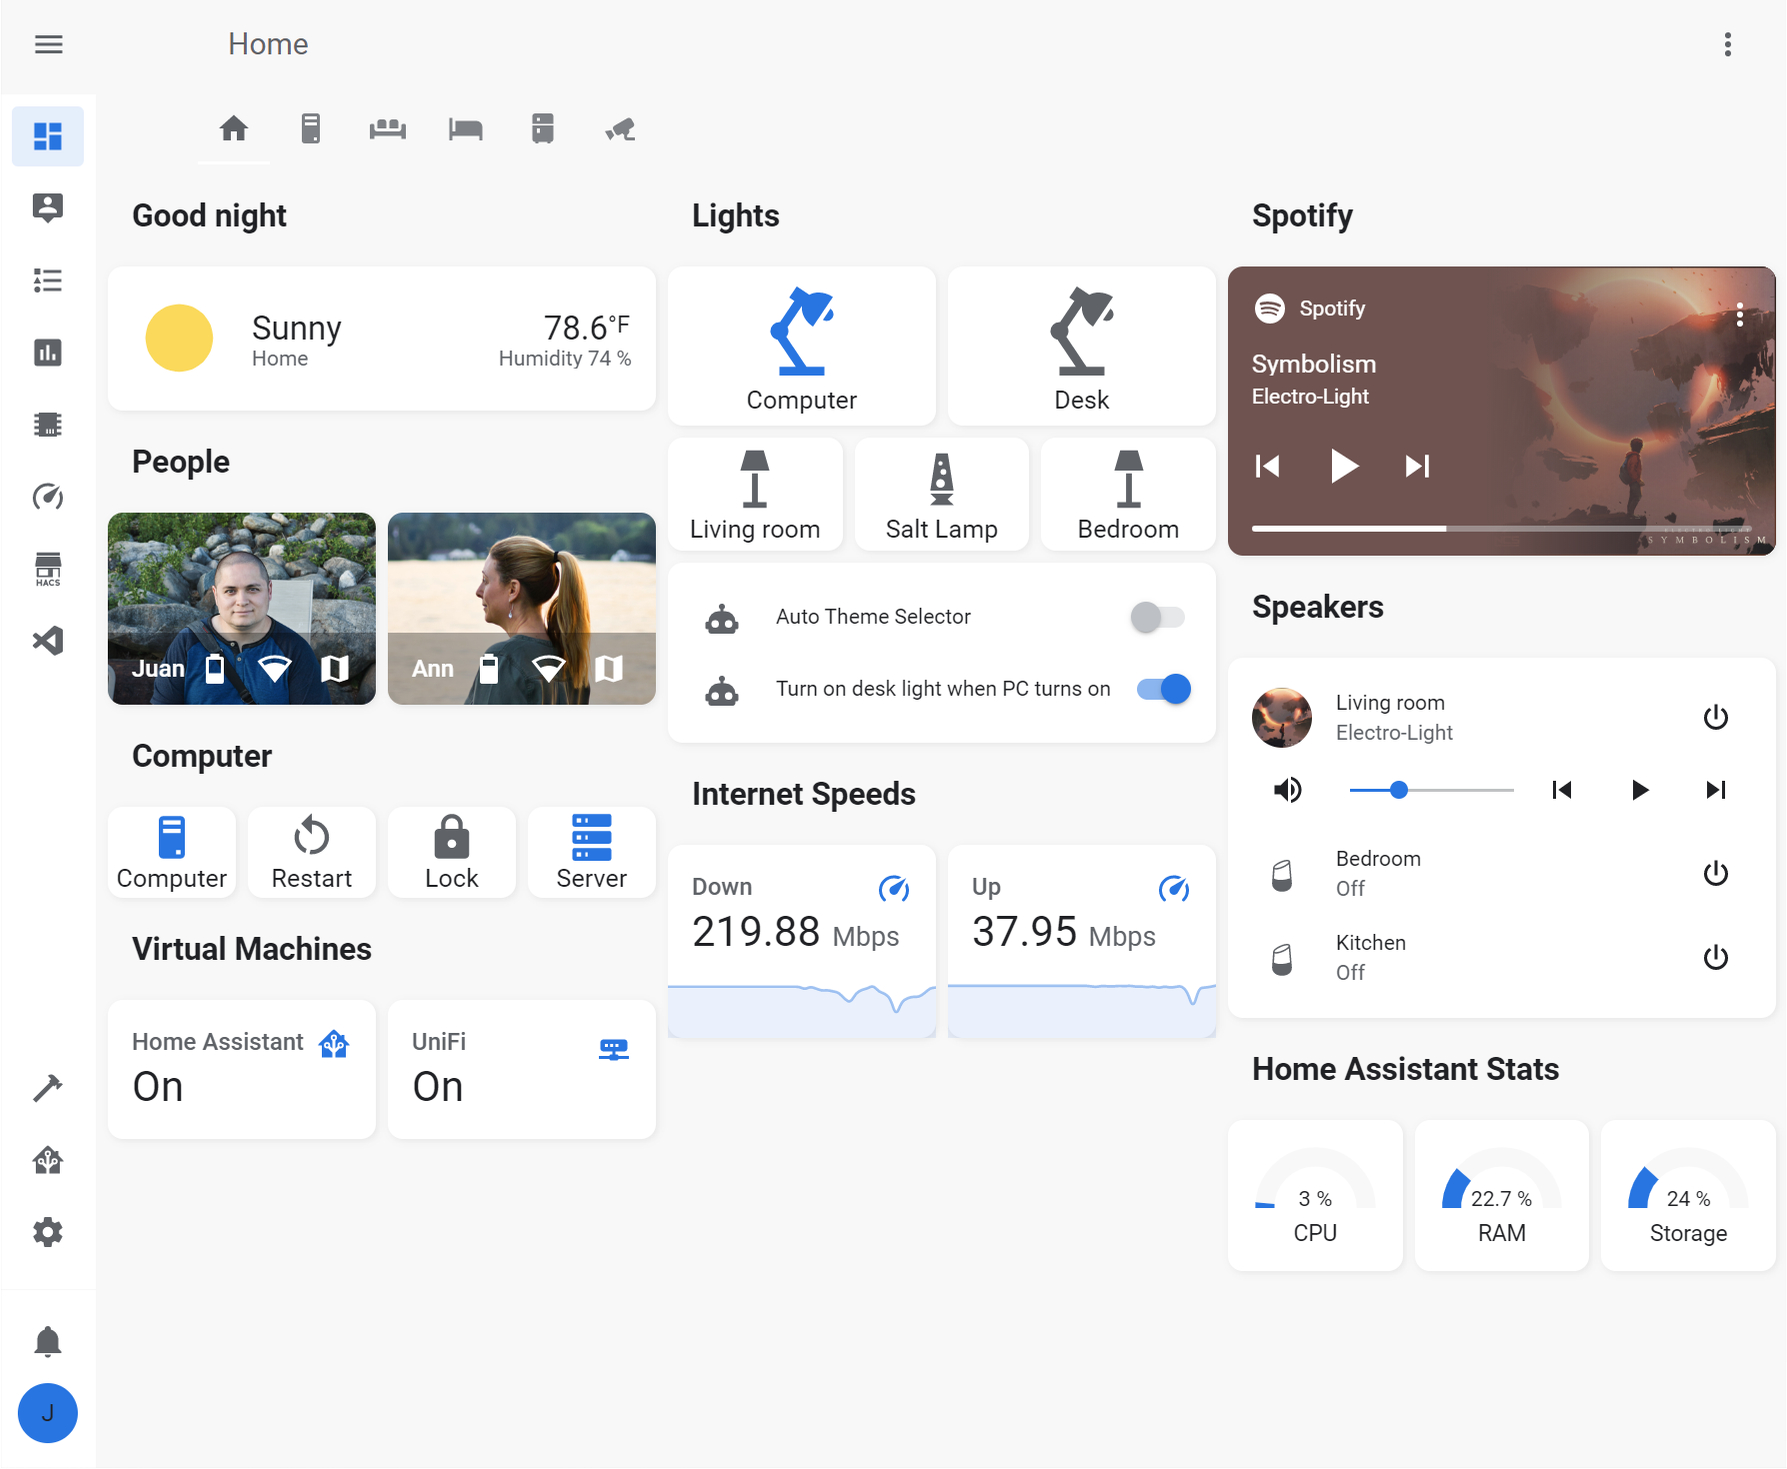 Home
Good night
Sunny
78.6°F
Home
Humidity 74 %
People
Juan
Ann
Computer
Computer
Restart
Lock
Server
Virtual Machines
Home Assistant
On
UniFi
On
Lights
Computer
Desk
Living room
Salt Lamp
Bedroom
Auto Theme Selector
Turn on desk light when PC turns on
Internet Speeds
Down
219.88 Mbps
Up
37.95 Mbps
Spotify
Spotify
Symbolism
Electro-Light
ELECTRO-LIGHT
SYMBOLISM
Speakers
Living room
Electro-Light
Bedroom
Off
Kitchen
Off
Home Assistant Stats
3 %
CPU
22.7 %
RAM
24 %
Storage
HACS
J